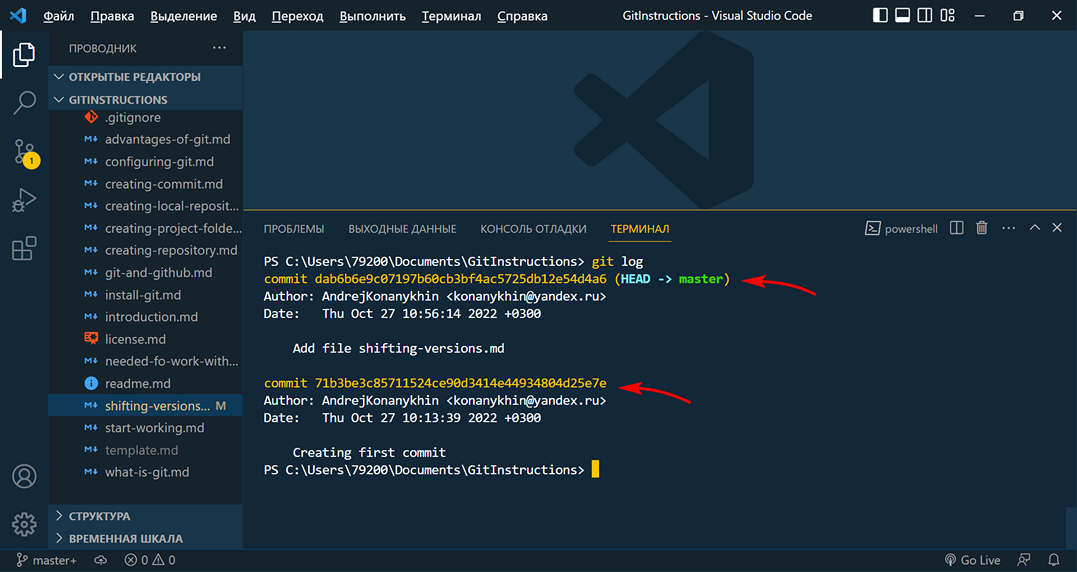 Файл Правка Выделение Вид Переход Выполнить Терминал Справка GitInstructions - Visual Studio Code
ПРОВОДНИК
ОТКРЫТЫЕ РЕДАКТОРЫ
GITINSTRUCTIONS
.gitignore
advantages-of-git.md
configuring-git.md
creating-commit.md
creating-local-reposit...
creating-project-folde...
creating-repository.md
git-and-github.md
install-git.md
introduction.md
license.md
needed-fo-work-with...
readme.md
shifting-versions... M
start-working.md
template.md
what-is-git.md
СТРУКТУРА
ВРЕМЕННАЯ ШКАЛА
1
ПРОБЛЕМЫ ВЫХОДНЫЕ ДАННЫЕ КОНСОЛЬ ОТЛАДКИ ТЕРМИНАЛ powershell
PS C:\Users\79200\Documents\GitInstructions> git log
commit dab6b6e9c07197b60cb3bf4ac5725db12e54d4a6 (HEAD -> master)
Author: AndrejKonanykhin <konanykhin@yandex.ru>
Date:   Thu Oct 27 10:56:14 2022 +0300
Add file shifting-versions.md
commit 71b3be3c85711524ce90d3414e44934804d25e7e
Author: AndrejKonanykhin <konanykhin@yandex.ru>
Date:   Thu Oct 27 10:13:39 2022 +0300
Creating first commit
PS C:\Users\79200\Documents\GitInstructions>
master+ 0 0 Go Live